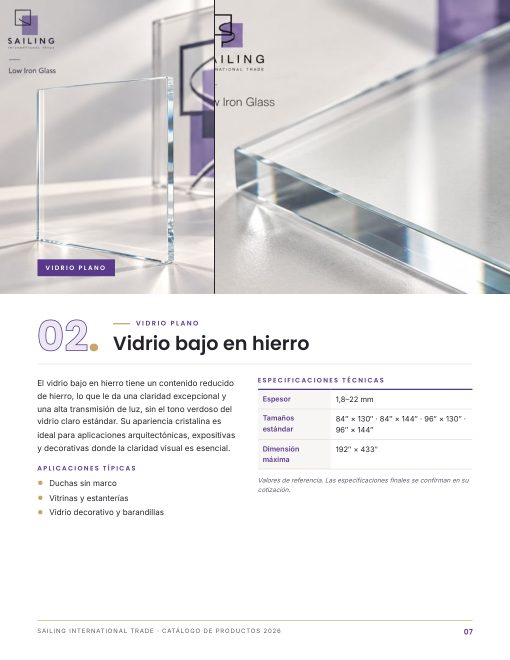 SAILING
Low Iron Glass
AILING
NATIONAL TRADE
w Iron Glass
VIDRIO PLANO
02.
VIDRIO PLANO
Vidrio bajo en hierro
El vidrio bajo en hierro tiene un contenido reducido
de hierro, lo que le da una claridad excepcional y
una alta transmisión de luz, sin el tono verdoso del
vidrio claro estándar. Su apariencia cristalina es
ideal para aplicaciones arquitectónicas, expositivas
y decorativas donde la claridad visual es esencial.
APLICACIONES TÍPICAS
Duchas sin marco
Vitrinas y estanterías
Vidrio decorativo y barandillas
ESPECIFICACIONES TÉCNICAS
Espesor 1,8–22 mm
Tamaños estándar 84″ × 130″ · 84″ × 144″ · 96″ × 130″ ·
96″ × 144″
Dimensión máxima 192″ × 433″
Valores de referencia. Las especificaciones finales se confirman en su
cotización.
SAILING INTERNATIONAL TRADE · CATÁLOGO DE PRODUCTOS 2026
07